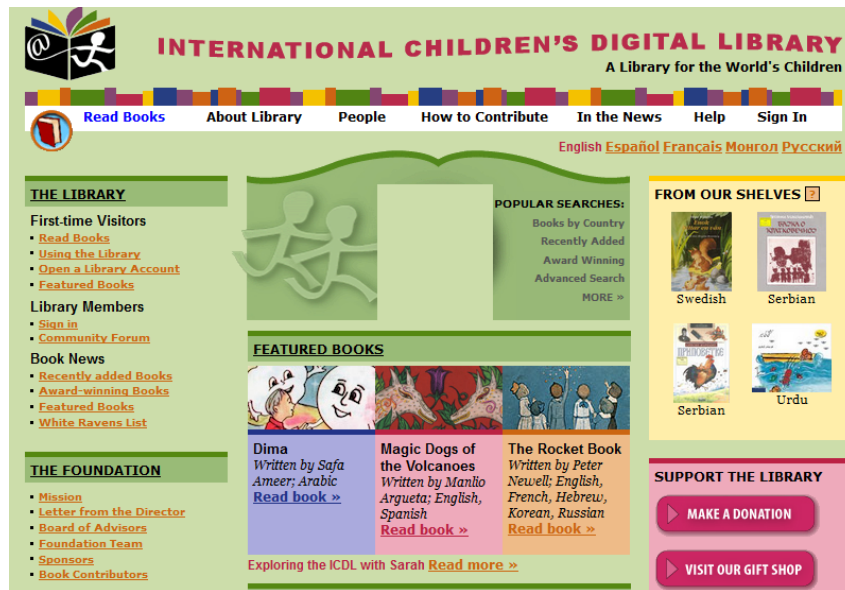 INTERNATIONAL CHILDREN'S DIGITAL LIBRARY
A Library for the World's Children
Read Books About Library People How to Contribute In the News Help Sign In
English Español Français Монгол Русский
THE LIBRARY
First-time Visitors
Read Books
Using the Library
Open a Library Account
Featured Books
Library Members
Sign in
Community Forum
Book News
Recently added Books
Award-winning Books
Featured Books
White Ravens List
THE FOUNDATION
Mission
Letter from the Director
Board of Advisors
Foundation Team
Sponsors
Book Contributors
POPULAR SEARCHES:
Books by Country
Recently Added
Award Winning
Advanced Search
MORE »
FEATURED BOOKS
Dima
Written by Safa
Ameer; Arabic
Read book »
Magic Dogs of
the Volcanoes
Written by Manlio
Argueta; English,
Spanish
Read book »
The Rocket Book
Written by Peter
Newell; English,
French, Hebrew,
Korean, Russian
Read book »
Exploring the ICDL with Sarah Read more »
FROM OUR SHELVES ?
Swedish
Serbian
Serbian
Urdu
SUPPORT THE LIBRARY
MAKE A DONATION
VISIT OUR GIFT SHOP